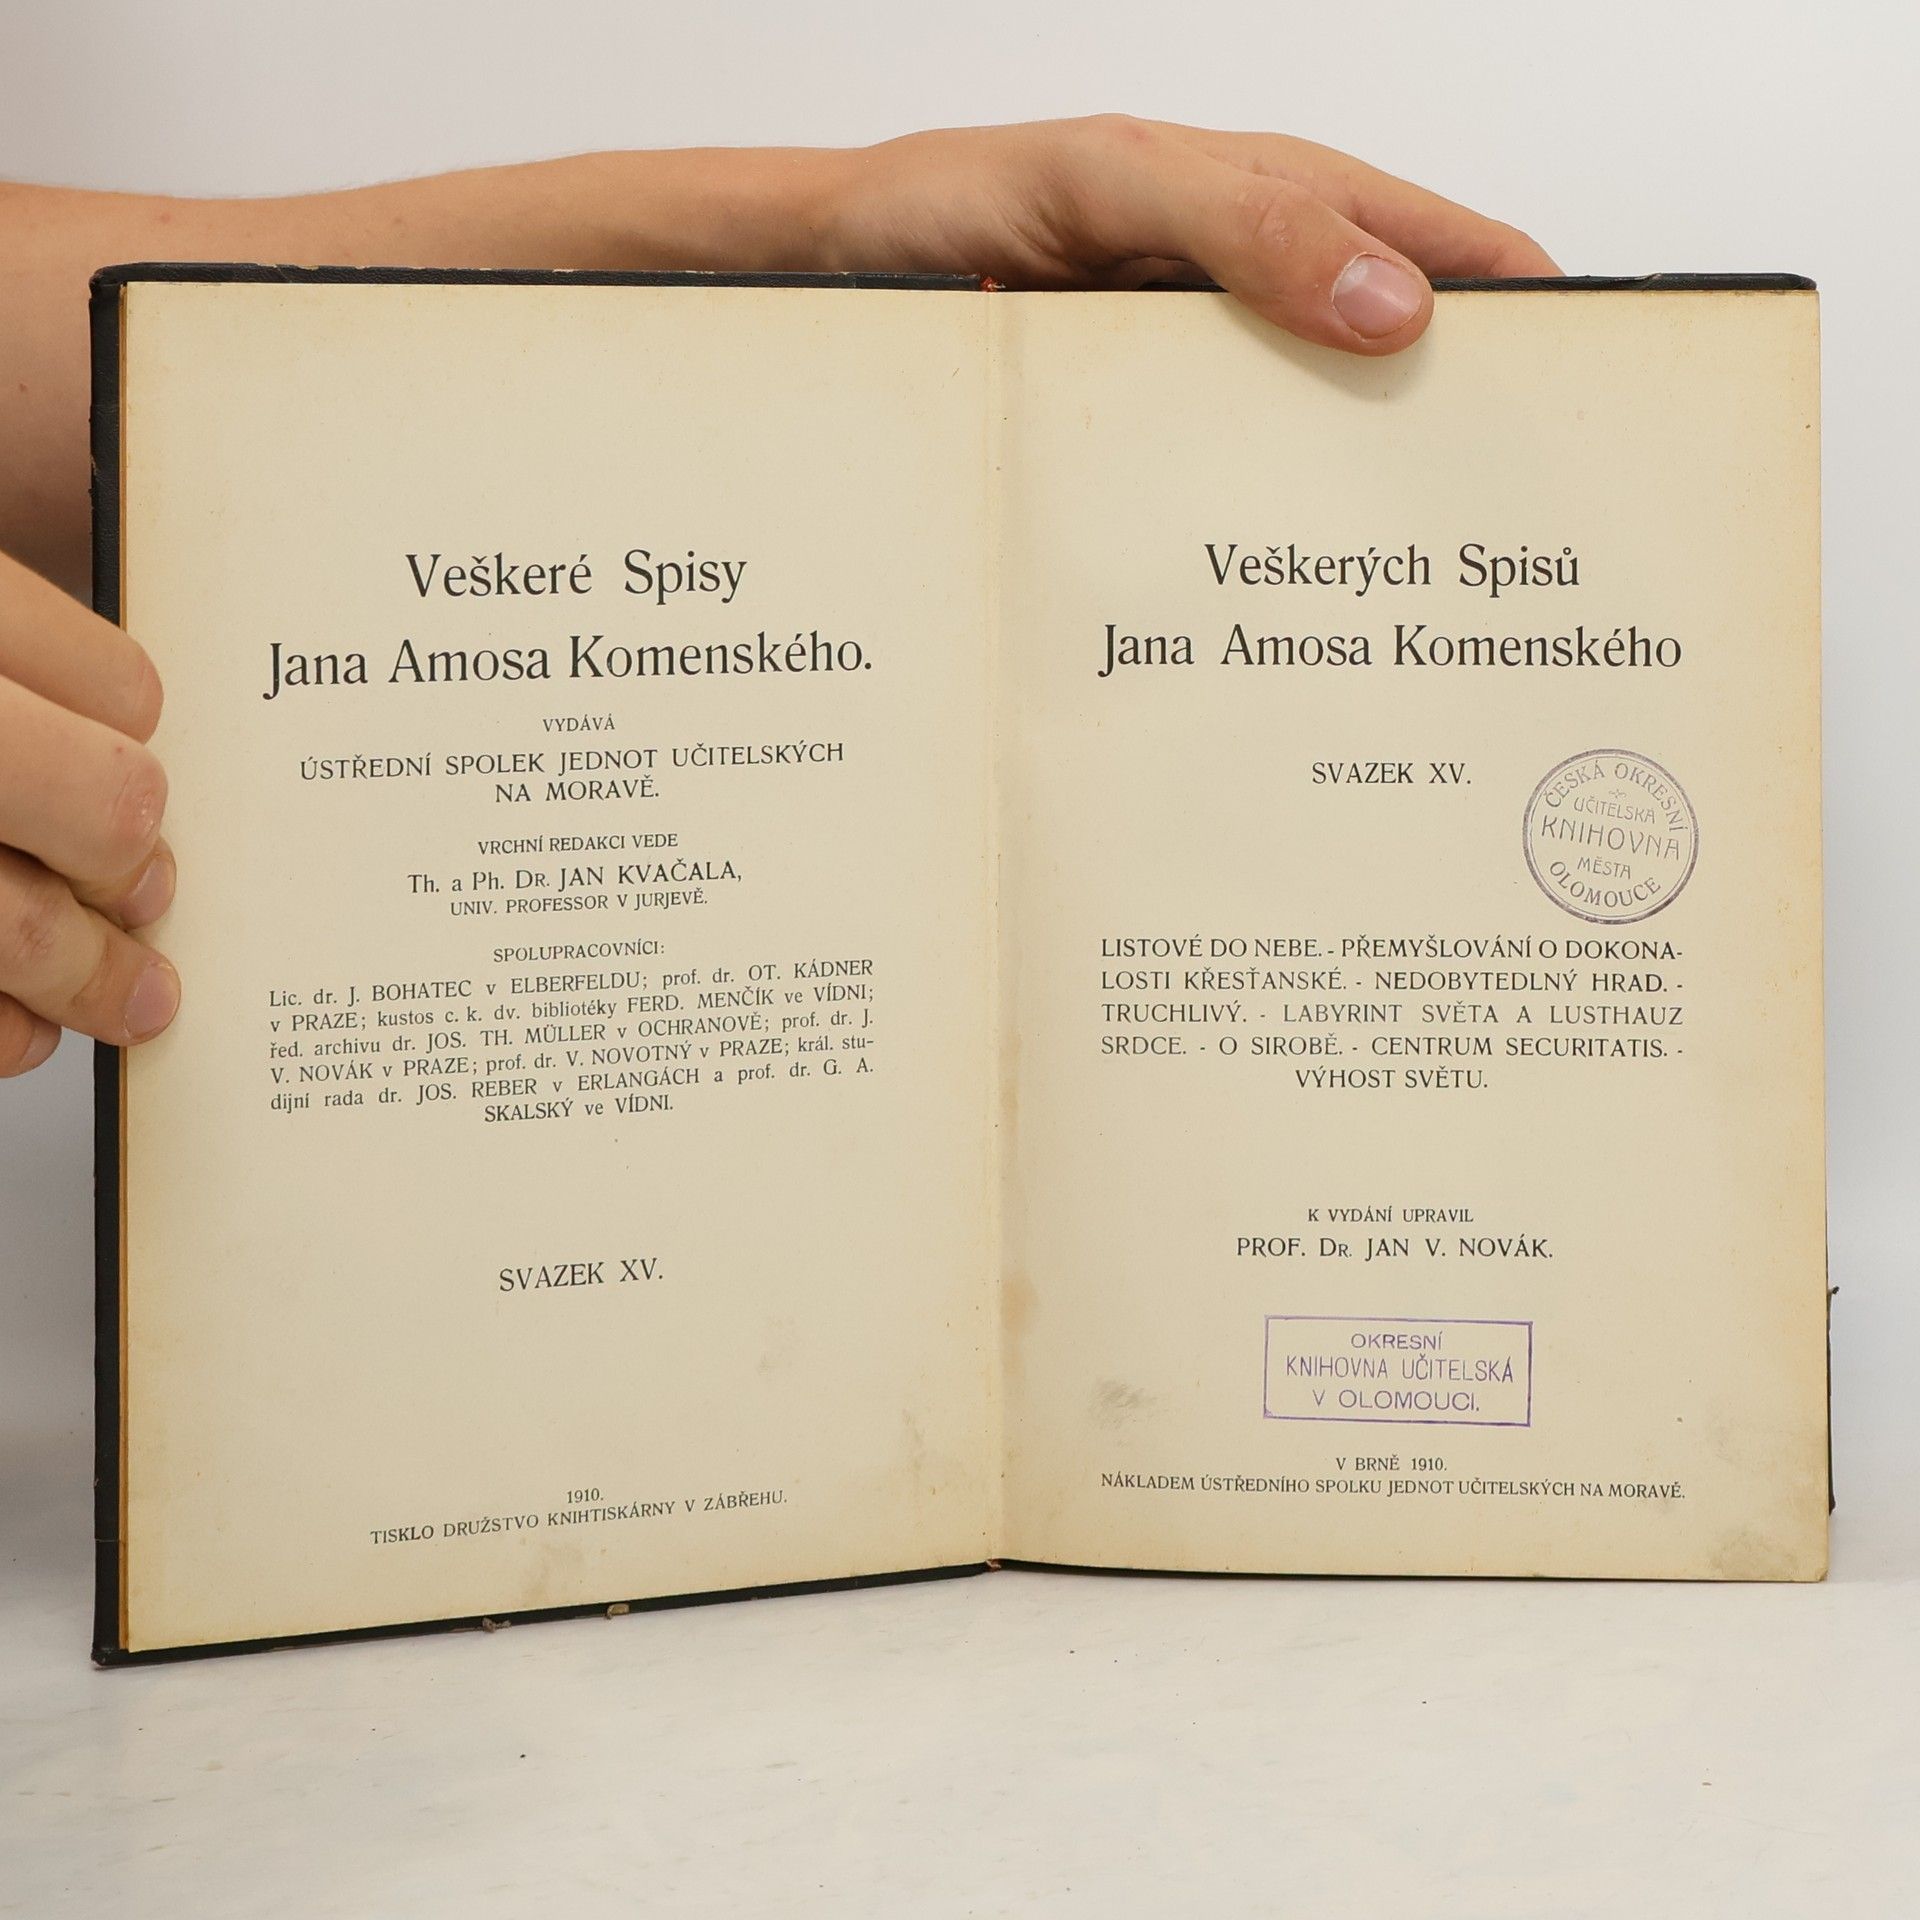 Veškeré Spisy
Jana Amosa Komenského.
VYDÁVÁ
ÚSTŘEDNÍ SPOLEK JEDNOT UČITELSKÝCH
NA MORAVĚ.
VRCHNÍ REDAKCI VEDE
Th. a Ph. DR. JAN KVAČALA,
UNIV. PROFESSOR V JURJEVĚ.
SPOLUPRACOVNÍCI:
Lic. dr. J. BOHATEC v ELBERFELDU; prof. dr. OT. KÁDNER
v PRAZE; kustos c. k. dv. bibliotéky FERD. MENČÍK ve VÍDNI;
řed. archivu dr. JOS. TH. MÜLLER v OCHRANOVĚ; prof. dr. J.
V. NOVÁK v PRAZE; prof. dr. V. NOVOTNÝ v PRAZE; král. stu-
dijní rada dr. JOS. REBER v ERLANGÁCH a prof. dr. G. A.
SKALSKÝ ve VÍDNI.
SVAZEK XV.
1910.
TISKLO DRUŽSTVO KNIHTISKÁRNY V ZÁBŘEHU.
Veškerých Spisů
Jana Amosa Komenského
SVAZEK XV.
ČESKÁ OKRESNÍ
UČITELSKÁ
KNIHOVNA
MĚSTA
OLOMOUCE
LISTOVÉ DO NEBE. - PŘEMYŠLOVÁNÍ O DOKONA-
LOSTI KŘESŤANSKÉ. - NEDOBYTEDLNÝ HRAD. -
TRUCHLIVÝ. - LABYRINT SVĚTA A LUSTHAUZ
SRDCE. - O SIROBĚ. - CENTRUM SECURITATIS. -
VÝHOST SVĚTU.
K VYDÁNÍ UPRAVIL
PROF. DR. JAN V. NOVÁK.
OKRESNÍ
KNIHOVNA UČITELSKÁ
V OLOMOUCI.
V BRNĚ 1910.
NÁKLADEM ÚSTŘEDNÍHO SPOLKU JEDNOT UČITELSKÝCH NA MORAVĚ.